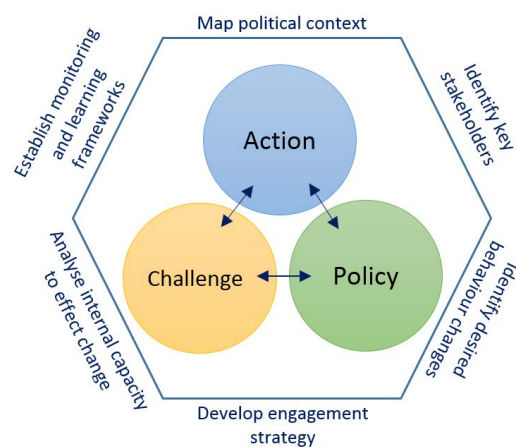 Map political context
Identify key
stakeholders
Identify desired
behaviour changes
Develop engagement
strategy
Analyse internal capacity
to effect change
Establish monitoring
and learning
frameworks
Action
Challenge
Policy